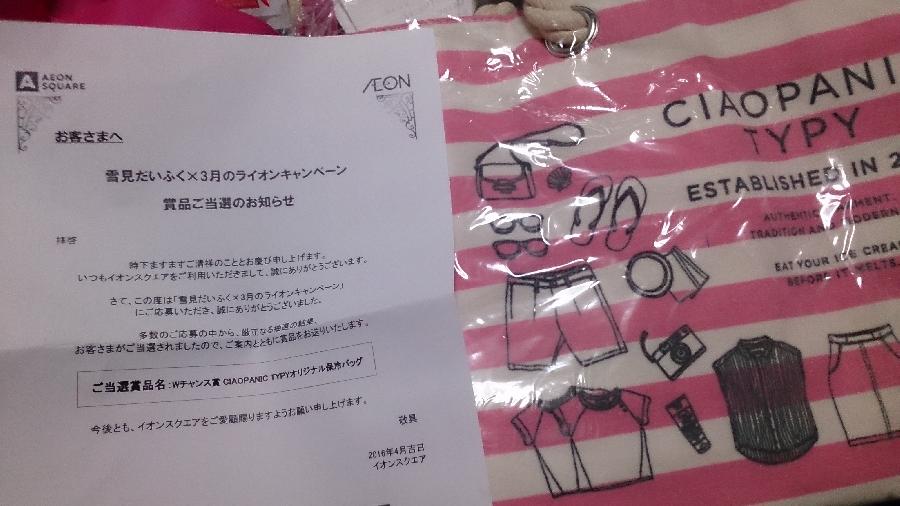 AEON
SQUARE
ÆON
お客さまへ
雪見だいふく×3月のライオンキャンペーン
賞品ご当選のお知らせ
拝啓
時下ますますご清祥のこととお慶び申し上げます。
いつもイオンスクエアをご利用いただきまして、誠にありがとうございます。
さて、この度は「雪見だいふく×3月のライオンキャンペーン」
にご応募いただき、誠にありがとうございました。
多数のご応募の中から、厳正なる抽選の結果、
お客さまがご当選されましたので、ご案内とともに賞品をお送りいたします。
ご当選賞品名：Wチャンス賞 CIAOPANIC TYPYオリジナル保冷バッグ
今後とも、イオンスクエアをご愛顧賜りますようお願い申し上げます。
敬具
2016年4月吉日
イオンスクエア
CIAOPANI
TYPY
ESTABLISHED IN 2
AUTHENTIC
TRADITION AND MODERN
EAT YOUR ICE CREA
BEFORE IT MELTS.